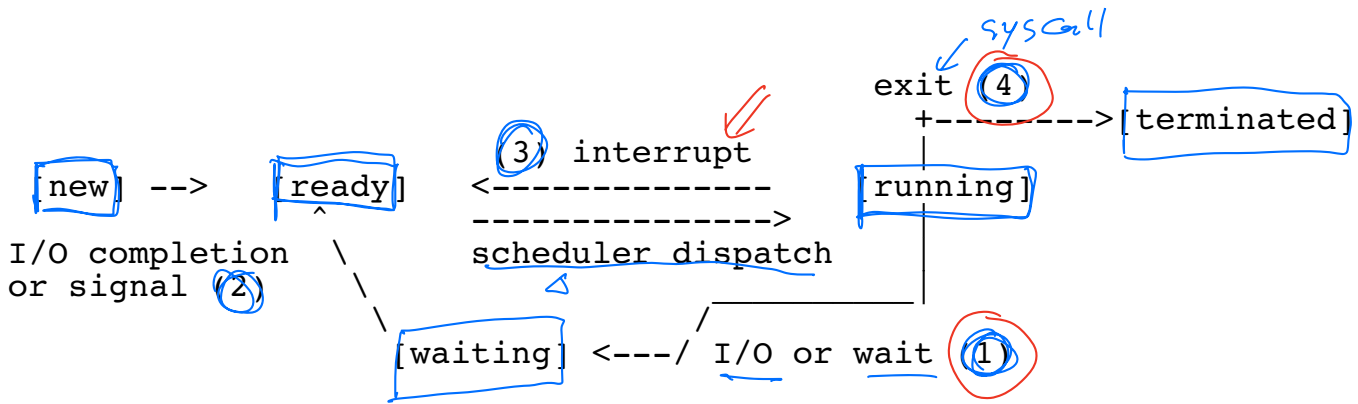 syscall
exit (4)
+--------->[terminated]
(3) interrupt
[new] --> [ready] <-------------- [running]
^ --------------->
I/O completion \ scheduler dispatch |
or signal (2) \ ____________|
\ /
[waiting] <---/ I/O or wait (1)